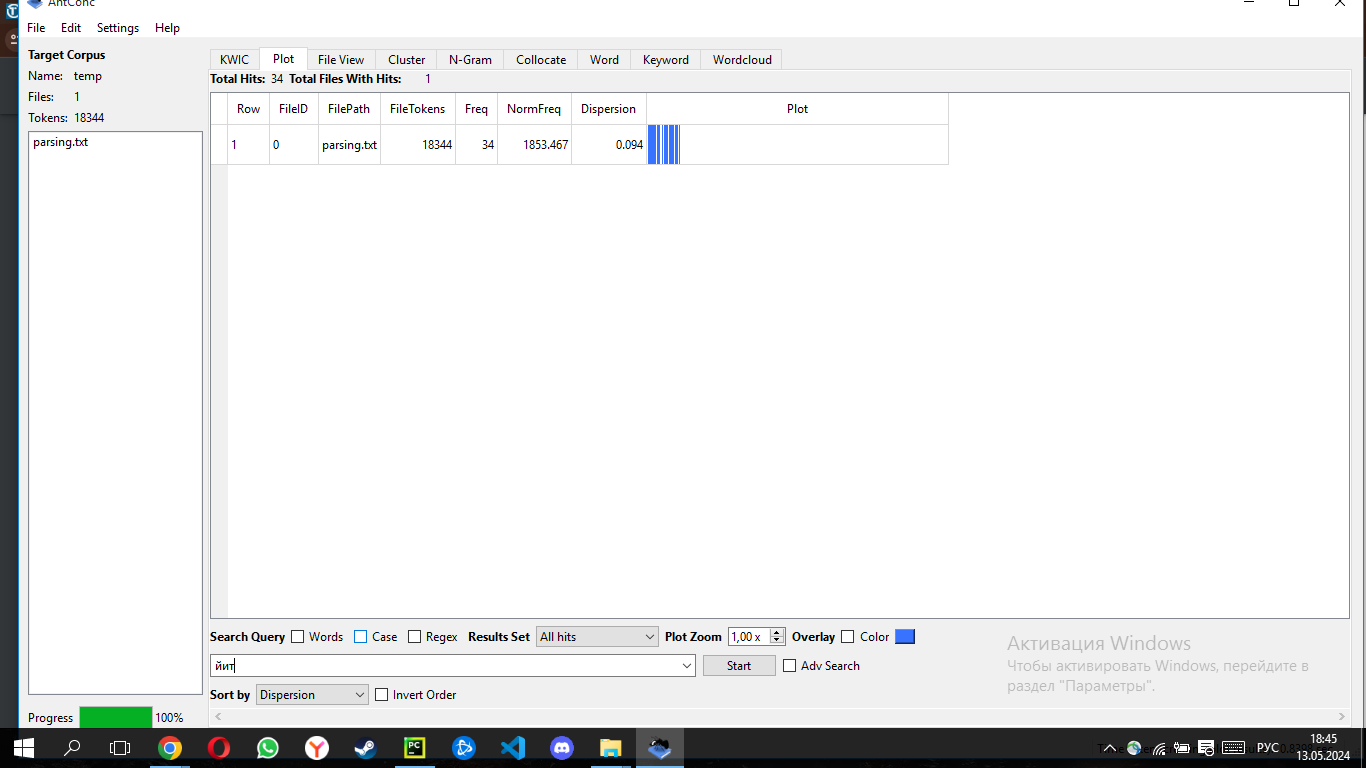 AntConc
File Edit Settings Help
Target Corpus
Name: temp
Files: 1
Tokens: 18344
parsing.txt
Progress 100%
KWIC Plot File View Cluster N-Gram Collocate Word Keyword Wordcloud
Total Hits: 34 Total Files With Hits: 1
Row FileID FilePath FileTokens Freq NormFreq Dispersion Plot
1 0 parsing.txt 18344 34 1853.467 0.094
Search Query Words Case Regex Results Set All hits Plot Zoom 1,00 x Overlay Color
йит Start Adv Search
Sort by Dispersion Invert Order
Активация Windows
Чтобы активировать Windows, перейдите в
раздел "Параметры".
PC
РУС
18:45
13.05.2024